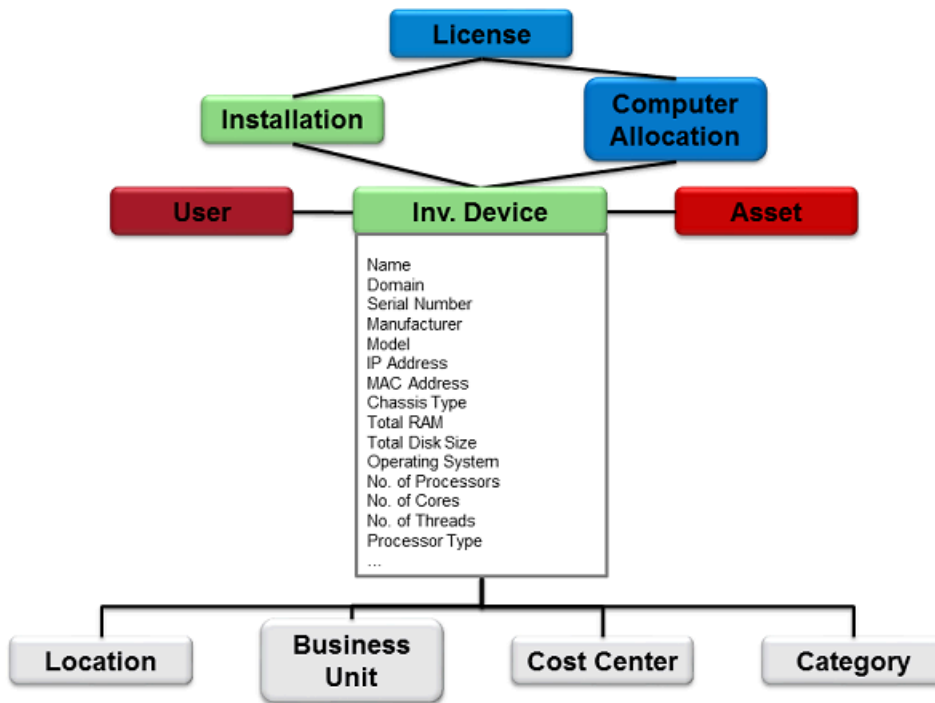 License
Installation
Computer
Allocation
User
Inv. Device
Asset
Name
Domain
Serial Number
Manufacturer
Model
IP Address
MAC Address
Chassis Type
Total RAM
Total Disk Size
Operating System
No. of Processors
No. of Cores
No. of Threads
Processor Type
...
Location
Business
Unit
Cost Center
Category